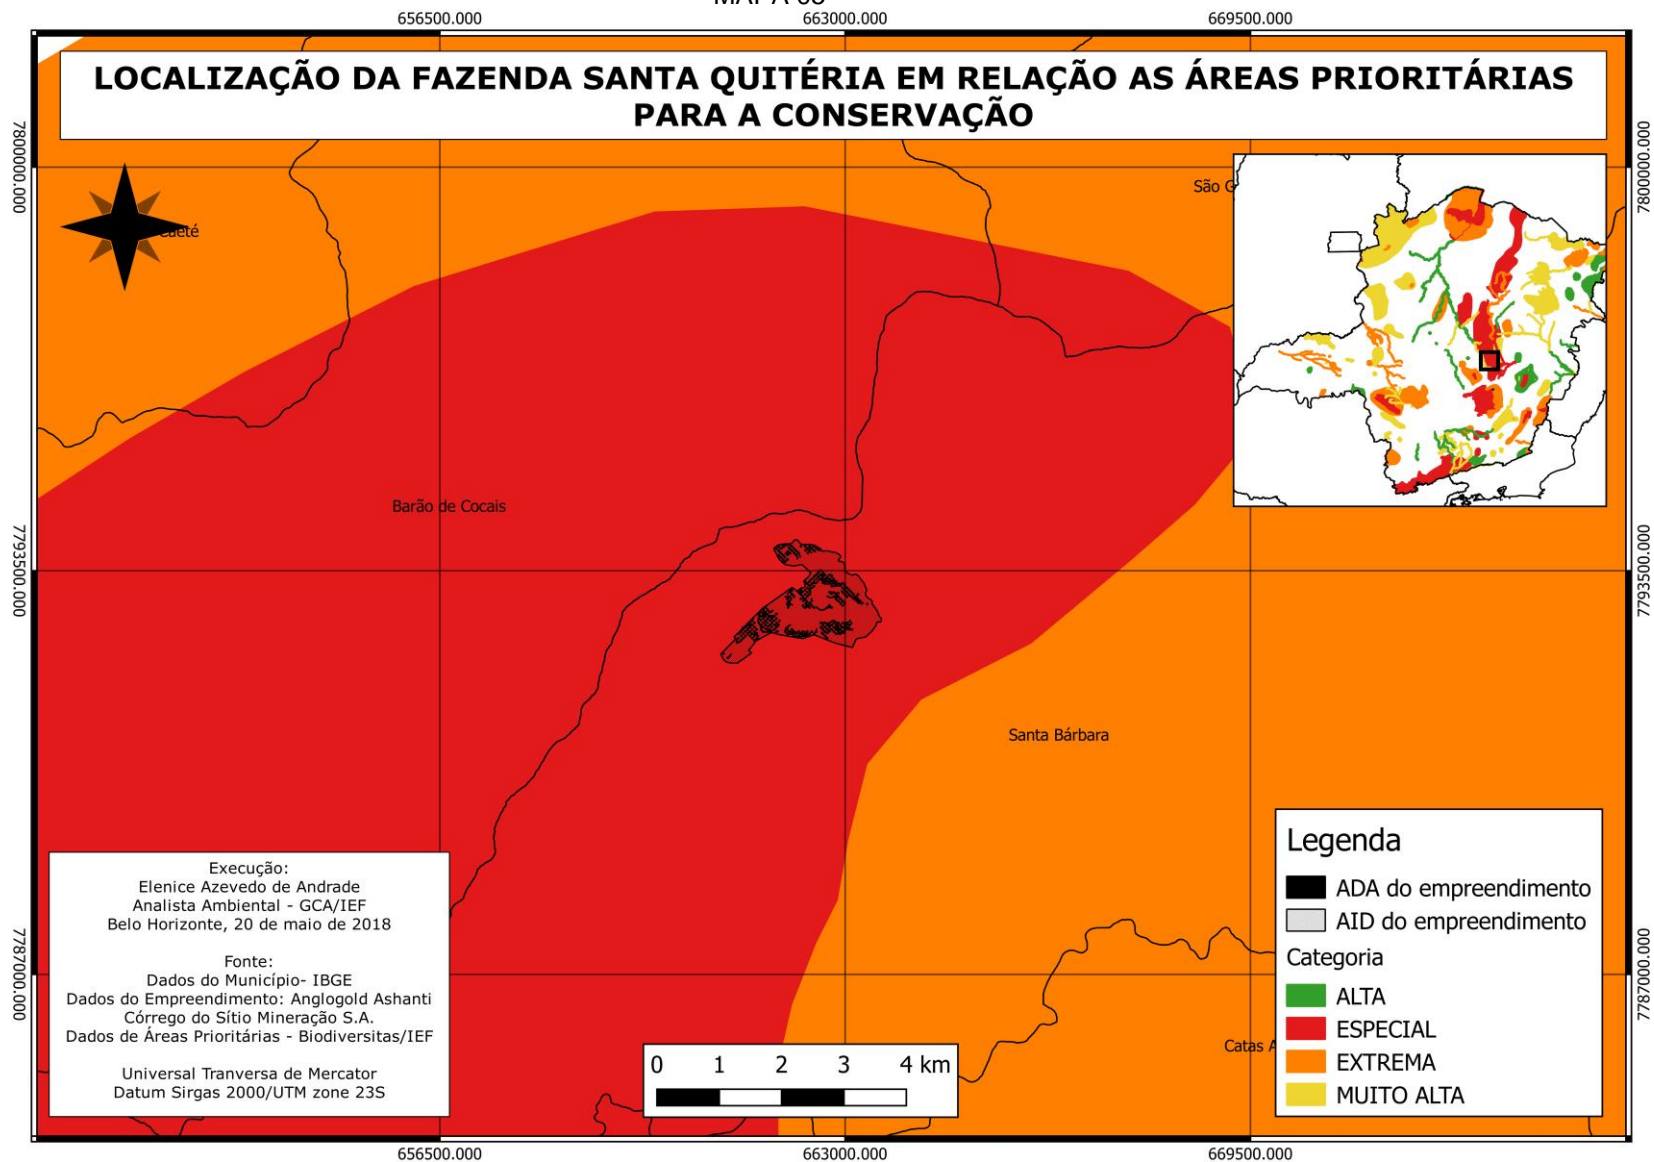 656500.000
663000.000
669500.000
LOCALIZAÇÃO DA FAZENDA SANTA QUITÉRIA EM RELAÇÃO AS ÁREAS PRIORITÁRIAS
PARA A CONSERVAÇÃO
7800000.000
7800000.000
São G
Barão de Cocais
7793500.000
7793500.000
Santa Bárbara
Legenda
ADA do empreendimento
AID do empreendimento
Categoria
ALTA
ESPECIAL
EXTREMA
MUITO ALTA
Execução:
Elenice Azevedo de Andrade
Analista Ambiental - GCA/IEF
Belo Horizonte, 20 de maio de 2018
Fonte:
Dados do Município- IBGE
Dados do Empreendimento: Anglogold Ashanti
Córrego do Sítio Mineração S.A.
Dados de Áreas Prioritárias - Biodiversitas/IEF
Universal Tranversa de Mercator
Datum Sirgas 2000/UTM zone 23S
7787000.000
7787000.000
Catas A
0 1 2 3 4 km
656500.000
663000.000
669500.000